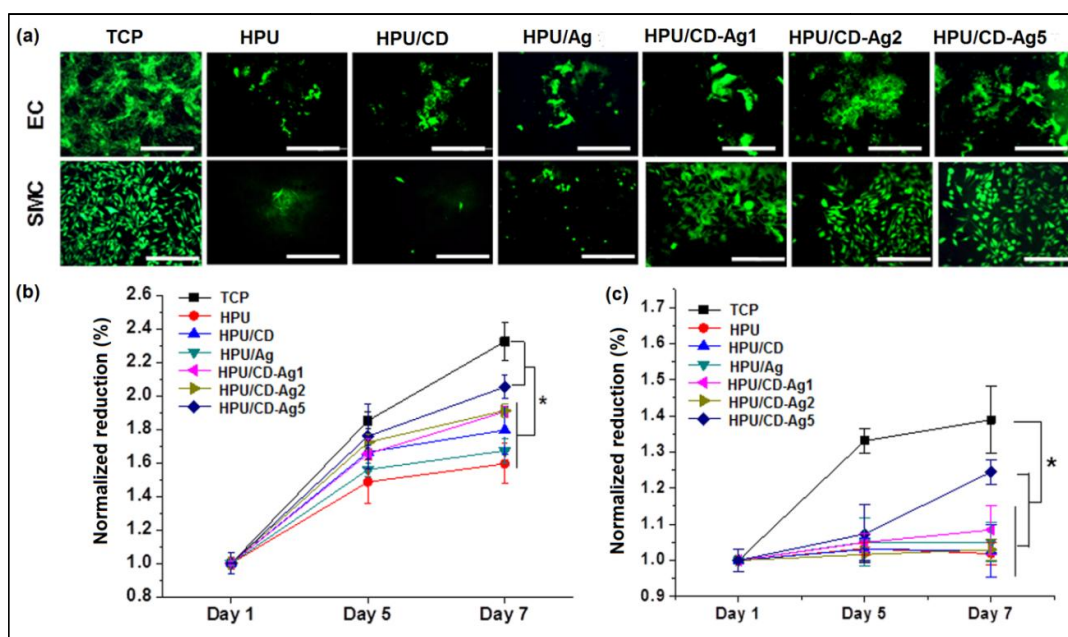 (a) TCP HPU HPU/CD HPU/Ag HPU/CD-Ag1 HPU/CD-Ag2 HPU/CD-Ag5
EC
SMC
(b)
Normalized reduction (%)
2.6
2.4
2.2
2.0
1.8
1.6
1.4
1.2
1.0
0.8
TCP
HPU
HPU/CD
HPU/Ag
HPU/CD-Ag1
HPU/CD-Ag2
HPU/CD-Ag5
*
Day 1 Day 5 Day 7
(c)
Normalized reduction (%)
1.7
1.6
1.5
1.4
1.3
1.2
1.1
1.0
0.9
TCP
HPU
HPU/CD
HPU/Ag
HPU/CD-Ag1
HPU/CD-Ag2
HPU/CD-Ag5
*
Day 1 Day 5 Day 7